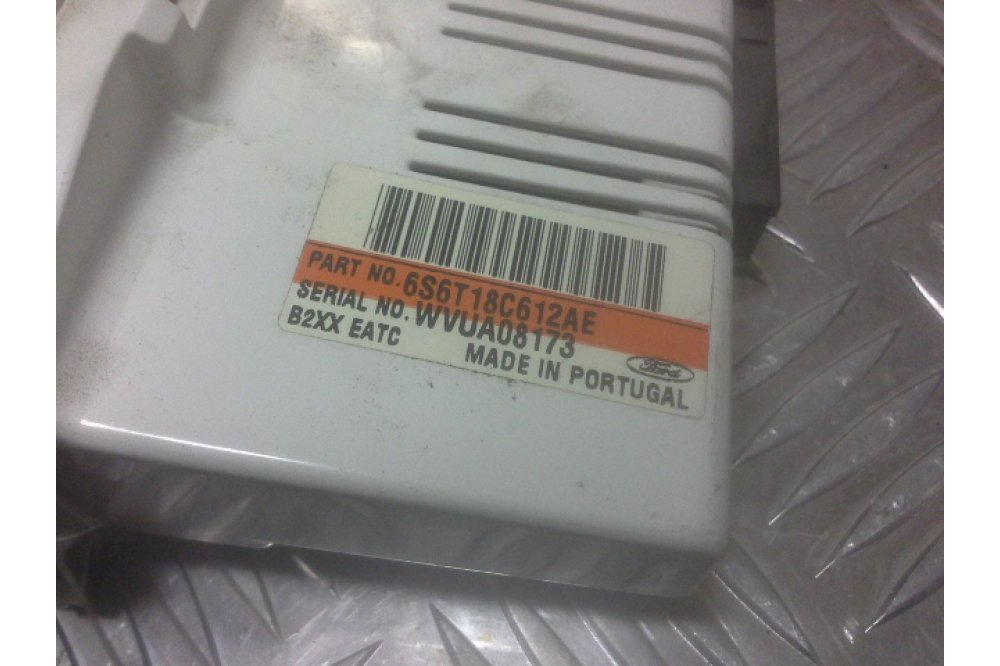 PART NO. 6S6T18C612AE
SERIAL NO. WVUA08173
B2XX EATC MADE IN PORTUGAL
Ford